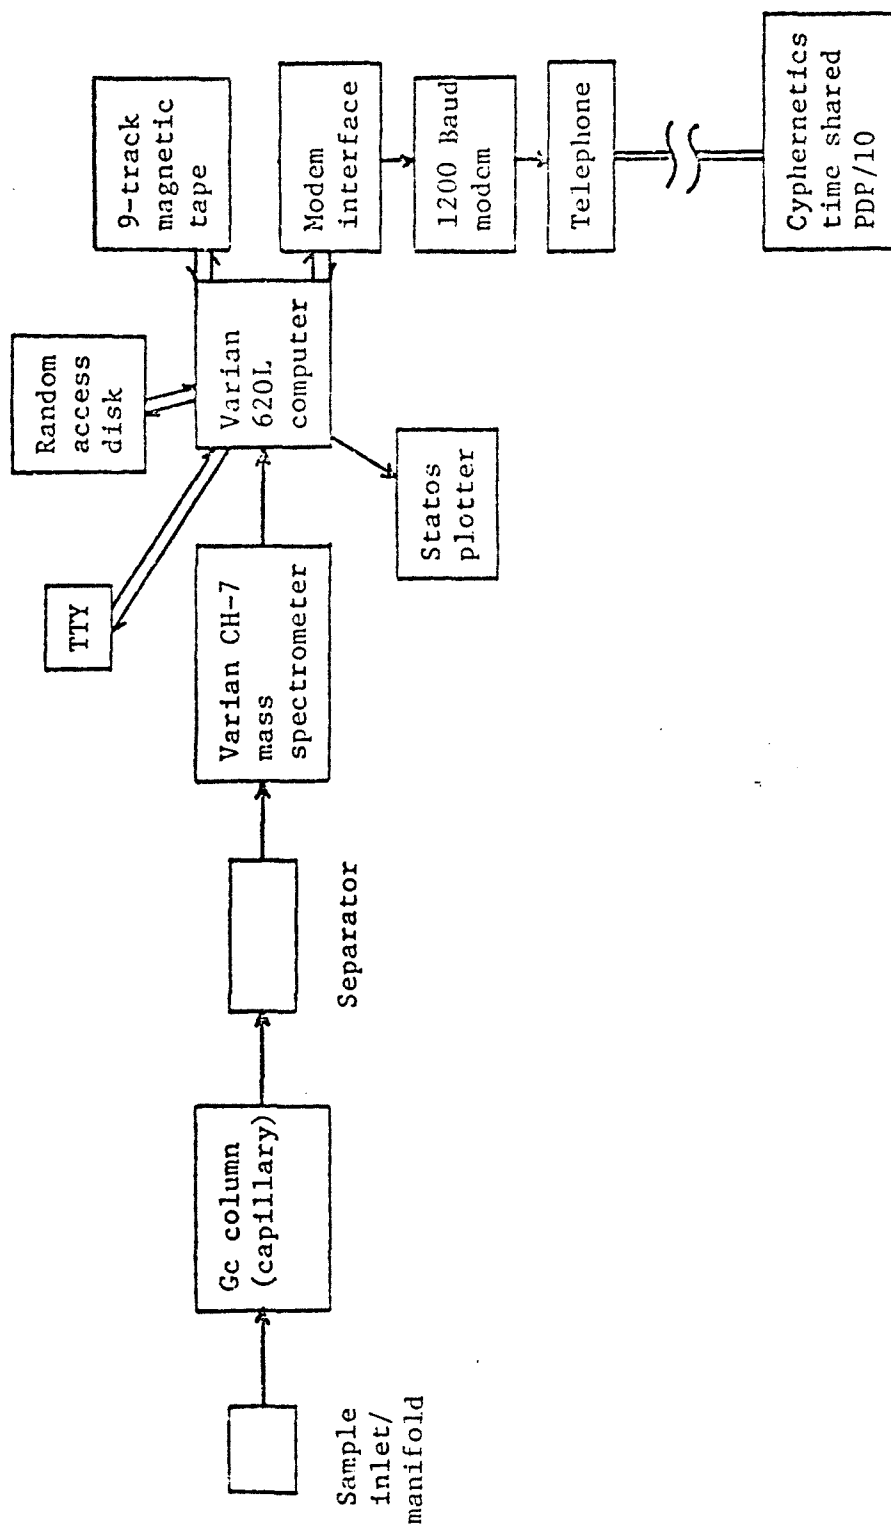 Sample
inlet/
manifold
Gc column
(capillary)
Separator
Varian CH-7
mass
spectrometer
TTY
Random
access
disk
Varian
620L
computer
Statos
plotter
9-track
magnetic
tape
Modem
interface
1200 Baud
modem
Telephone
Cyphernetics
time shared
PDP/10